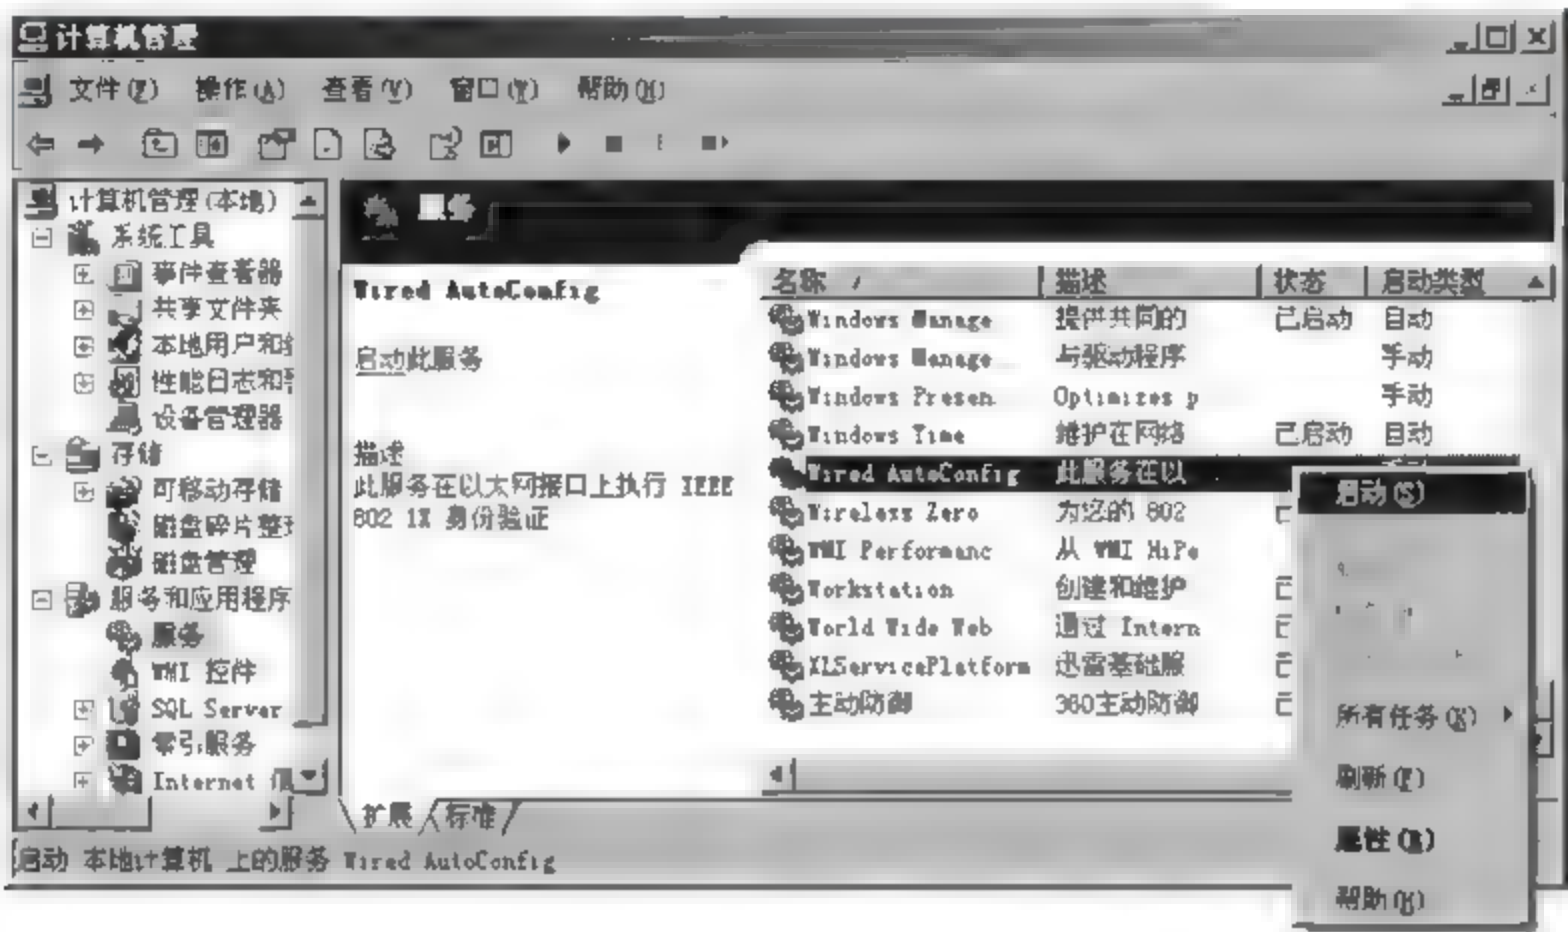 计算机管理
文件(F) 操作(A) 查看(V) 窗口(W) 帮助(H)
计算机管理(本地)
系统工具
事件查看器
共享文件夹
本地用户和
性能日志和
设备管理器
存储
可移动存储
磁盘碎片整
磁盘管理
服务和应用程序
服务
WMI 控件
SQL Server
索引服务
Internet
服务
Wired AutoConfig
启动此服务
描述
此服务在以太网接口上执行 IEEE
802 1X 身份验证
名称 描述 状态 启动类型
Windows Manage 提供共同的 已启动 自动
Windows Manage 与驱动程序 手动
Windows Presen Optimizes p 手动
Windows Time 维护在网络 已启动 自动
Wired AutoConfig 此服务在以
Wireless Zero 为您的 802
WMI Performanc 从 WMI HiPe
Workstation 创建和维护
World Wide Web 通过 Intern
XLServicePlatform 迅雷基础服
主动防御 360主动防御
启动(S)
所有任务(K)
刷新(F)
属性(R)
帮助(H)
扩展 标准
启动 本地计算机 上的服务 Wired AutoConfig